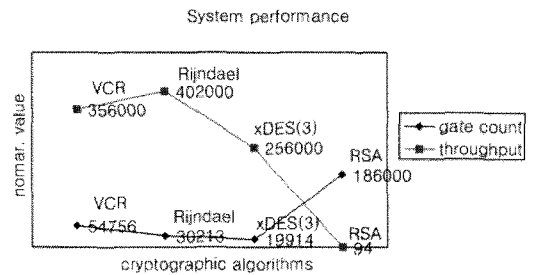 System performance
nomar. value
VCR
356000
Rijndael
402000
xDES(3)
256000
RSA
186000
VCR
54756
Rijndael
30213
xDES(3)
19914
RSA
94
cryptographic algorithms
gate count
throughput